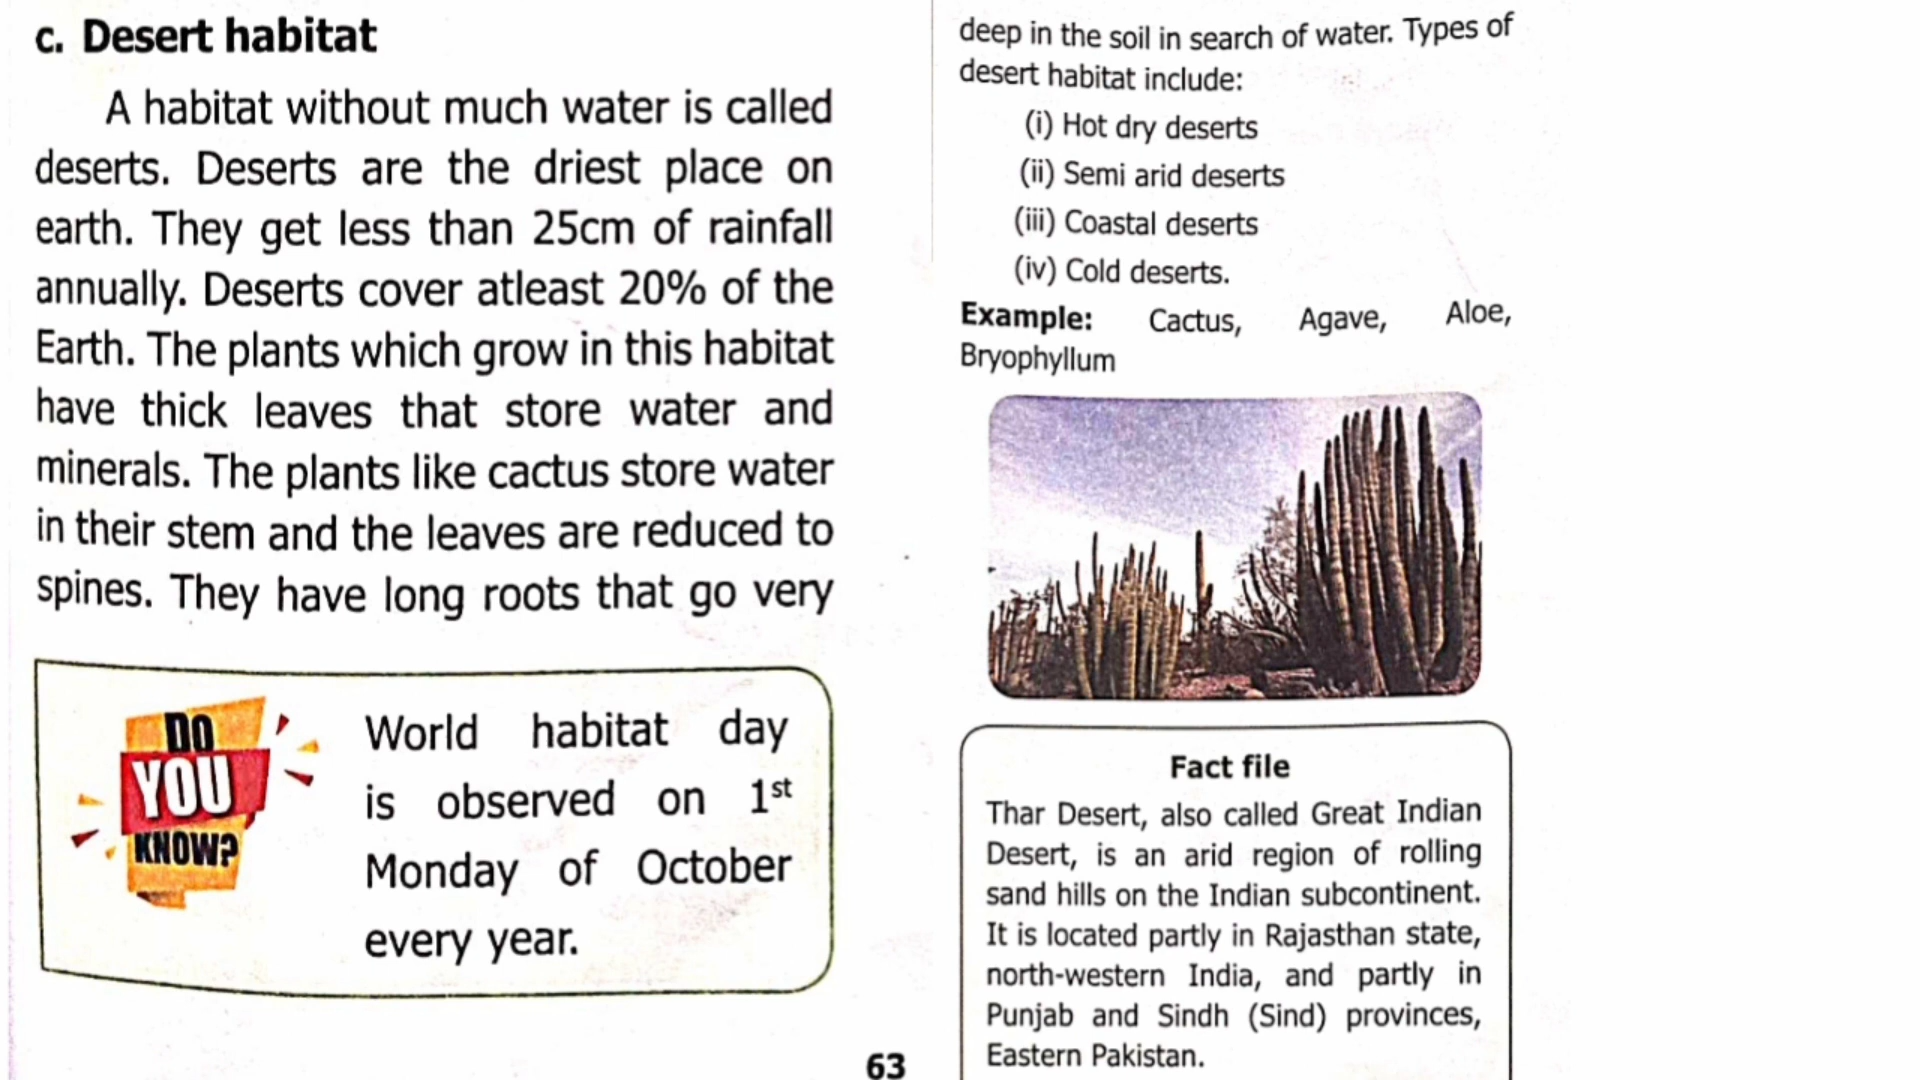 c. Desert habitat
A habitat without much water is called
deserts. Deserts are the driest place on
earth. They get less than 25cm of rainfall
annually. Deserts cover atleast 20% of the
Earth. The plants which grow in this habitat
have thick leaves that store water and
minerals. The plants like cactus store water
in their stem and the leaves are reduced to
spines. They have long roots that go very
DO
YOU
KNOW?
World habitat day
is observed on 1st
Monday of October
every year.
63
deep in the soil in search of water. Types of
desert habitat include:
(i) Hot dry deserts
(ii) Semi arid deserts
(iii) Coastal deserts
(iv) Cold deserts.
Example: Cactus, Agave, Aloe,
Bryophyllum
Fact file
Thar Desert, also called Great Indian
Desert, is an arid region of rolling
sand hills on the Indian subcontinent.
It is located partly in Rajasthan state,
north-western India, and partly in
Punjab and Sindh (Sind) provinces,
Eastern Pakistan.